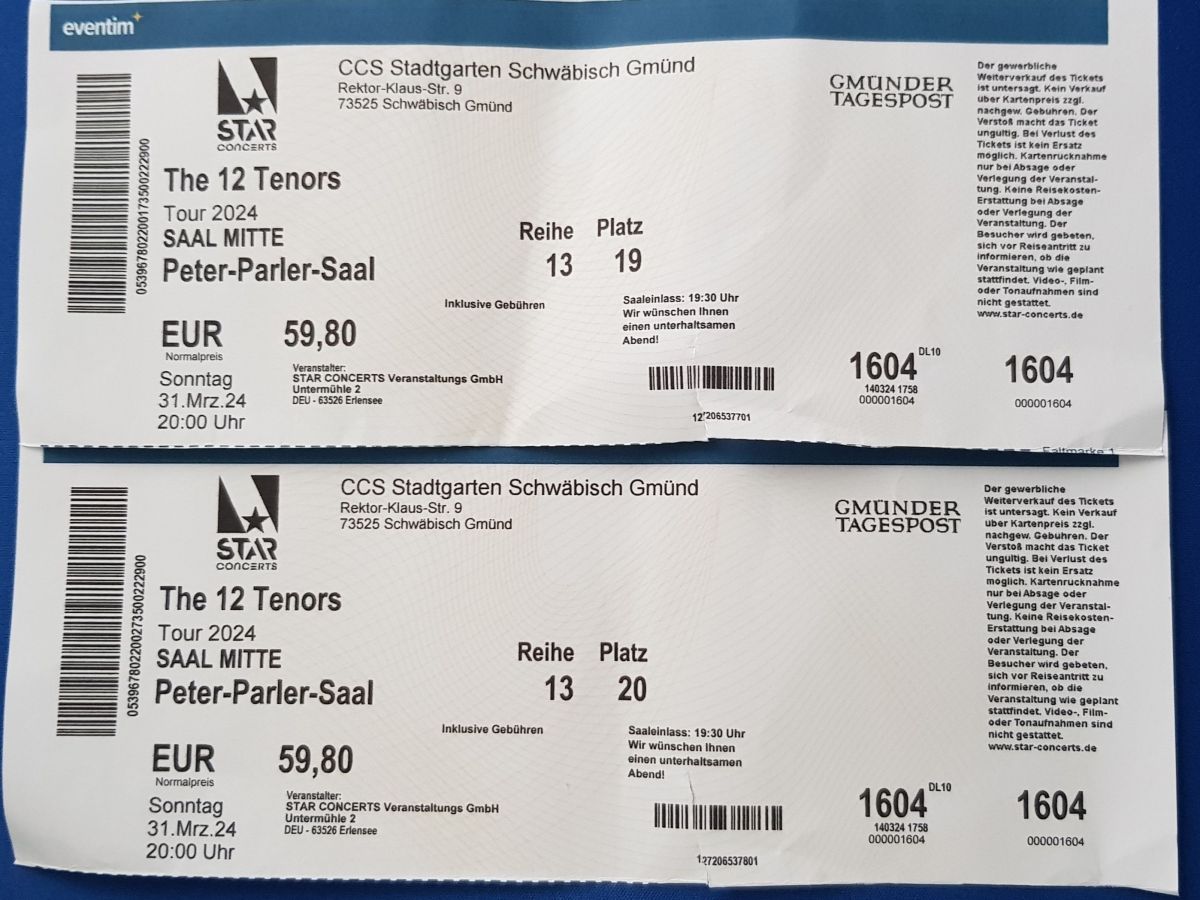 eventim
STAR
CONCERTS
CCS Stadtgarten Schwäbisch Gmünd
Rektor-Klaus-Str. 9
73525 Schwäbisch Gmünd
GMÜNDER
TAGESPOST
053967802200173500222900
The 12 Tenors
Tour 2024
SAAL MITTE
Peter-Parler-Saal
Reihe Platz
13 19
Inklusive Gebühren
Saaleinlass: 19:30 Uhr
Wir wünschen Ihnen
einen unterhaltsamen
Abend!
EUR 59,80
Normalpreis
Sonntag
31.Mrz.24
20:00 Uhr
Veranstalter:
STAR CONCERTS Veranstaltungs GmbH
Untermühle 2
DEU - 63526 Erlensee
127206537701
1604 DL10
140324 1758
000001604
1604
000001604
Der gewerbliche
Weiterverkauf des Tickets
ist untersagt. Kein Verkauf
über Kartenpreis zzgl.
nachgew. Gebuhren. Der
Verstoß macht das Ticket
ungultig. Bei Verlust des
Tickets ist kein Ersatz
möglich. Kartenrucknahme
nur bei Absage oder
Verlegung der Veranstal-
tung. Keine Reisekosten-
Erstattung bei Absage
oder Verlegung der
Veranstaltung. Der
Besucher wird gebeten,
sich vor Reiseantritt zu
informieren, ob die
Veranstaltung wie geplant
stattfindet. Video-, Film-
oder Tonaufnahmen sind
nicht gestattet.
www.star-concerts.de
Faltmarke 1
STAR
CONCERTS
CCS Stadtgarten Schwäbisch Gmünd
Rektor-Klaus-Str. 9
73525 Schwäbisch Gmünd
GMÜNDER
TAGESPOST
053967802200273500222900
The 12 Tenors
Tour 2024
SAAL MITTE
Peter-Parler-Saal
Reihe Platz
13 20
Inklusive Gebühren
Saaleinlass: 19:30 Uhr
Wir wünschen Ihnen
einen unterhaltsamen
Abend!
EUR 59,80
Normalpreis
Sonntag
31.Mrz.24
20:00 Uhr
Veranstalter:
STAR CONCERTS Veranstaltungs GmbH
Untermühle 2
DEU - 63526 Erlensee
127206537801
1604 DL10
140324 1758
000001604
1604
000001604
Der gewerbliche
Weiterverkauf des Tickets
ist untersagt. Kein Verkauf
über Kartenpreis zzgl.
nachgew. Gebuhren. Der
Verstoß macht das Ticket
ungultig. Bei Verlust des
Tickets ist kein Ersatz
möglich. Kartenrucknahme
nur bei Absage oder
Verlegung der Veranstal-
tung. Keine Reisekosten-
Erstattung bei Absage
oder Verlegung der
Veranstaltung. Der
Besucher wird gebeten,
sich vor Reiseantritt zu
informieren, ob die
Veranstaltung wie geplant
stattfindet. Video-, Film-
oder Tonaufnahmen sind
nicht gestattet.
www.star-concerts.de